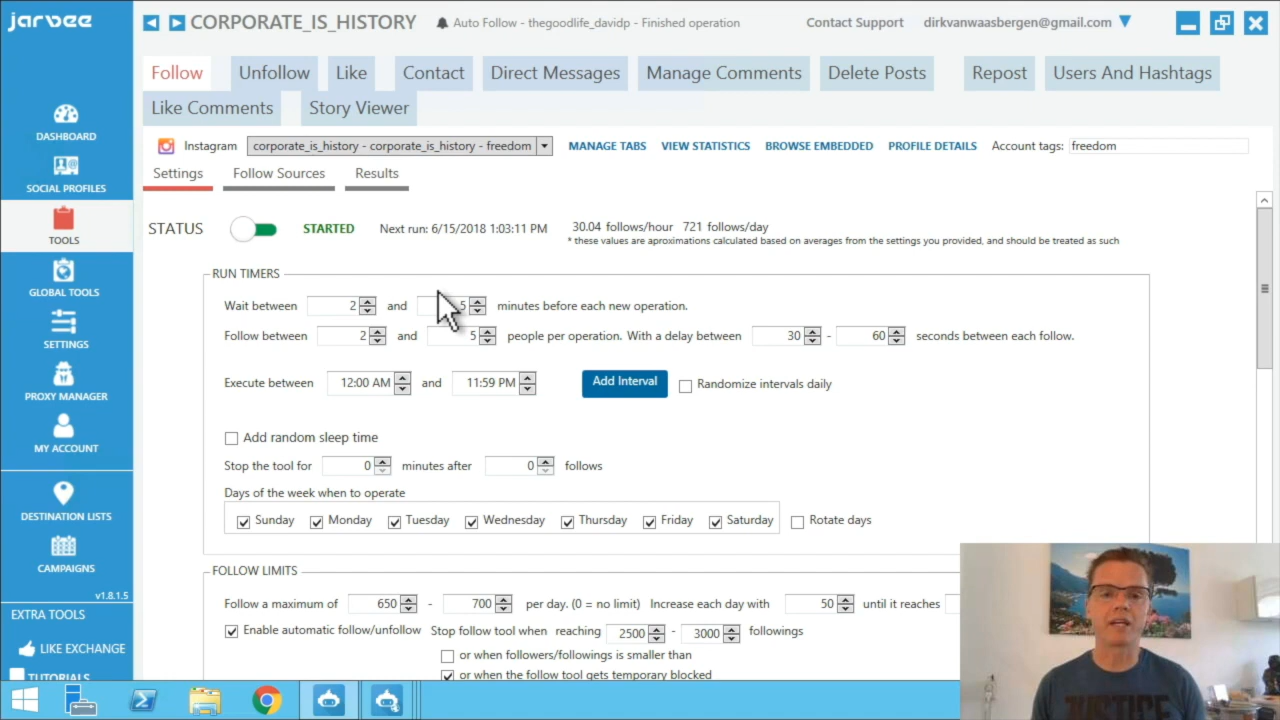 jarvee
CORPORATE_IS_HISTORY
Auto Follow - thegoodlife_davidp - Finished operation
Contact Support
dirkvanwaasbergen@gmail.com
Follow
Unfollow
Like
Contact
Direct Messages
Manage Comments
Delete Posts
Repost
Users And Hashtags
Like Comments
Story Viewer
DASHBOARD
SOCIAL PROFILES
TOOLS
GLOBAL TOOLS
SETTINGS
PROXY MANAGER
MY ACCOUNT
DESTINATION LISTS
CAMPAIGNS
v1.8.1.5
EXTRA TOOLS
LIKE EXCHANGE
TUTORIALS
Instagram
corporate_is_history - corporate_is_history - freedom
MANAGE TABS
VIEW STATISTICS
BROWSE EMBEDDED
PROFILE DETAILS
Account tags: freedom
Settings
Follow Sources
Results
STATUS
STARTED
Next run: 6/15/2018 1:03:11 PM
30.04 follows/hour 721 follows/day
* these values are aproximations calculated based on averages from the settings you provided, and should be treated as such
RUN TIMERS
Wait between 2 and 5 minutes before each new operation.
Follow between 2 and 5 people per operation. With a delay between 30 - 60 seconds between each follow.
Execute between 12:00 AM and 11:59 PM Add Interval Randomize intervals daily
Add random sleep time
Stop the tool for 0 minutes after 0 follows
Days of the week when to operate
Sunday Monday Tuesday Wednesday Thursday Friday Saturday Rotate days
FOLLOW LIMITS
Follow a maximum of 650 - 700 per day. (0 = no limit) Increase each day with 50 until it reaches
Enable automatic follow/unfollow Stop follow tool when reaching 2500 - 3000 followings
or when followers/followings is smaller than
or when the follow tool gets temporary blocked
JUSTICE